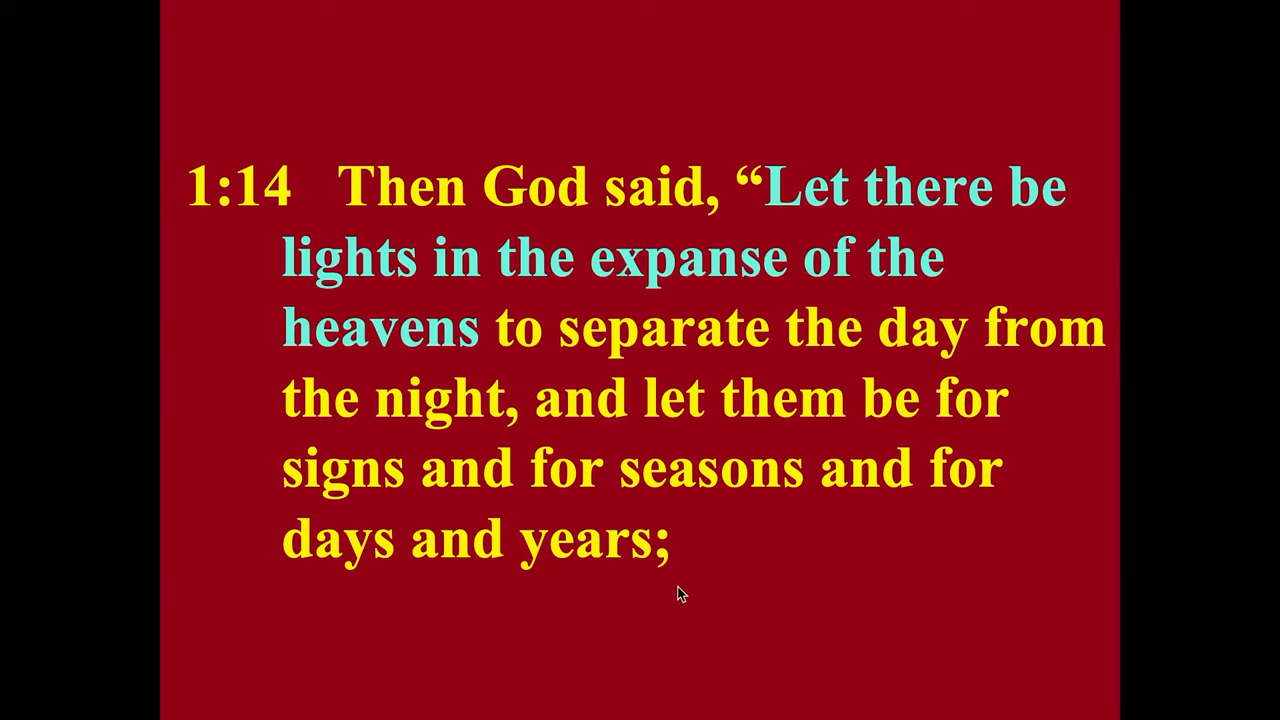 1:14 Then God said, “Let there be
lights in the expanse of the
heavens to separate the day from
the night, and let them be for
signs and for seasons and for
days and years;